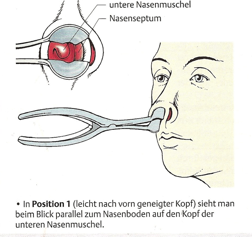 untere Nasenmuschel
Nasenseptum
• In Position 1 (leicht nach vorn geneigter Kopf) sieht man
beim Blick parallel zum Nasenboden auf den Kopf der
unteren Nasenmuschel.